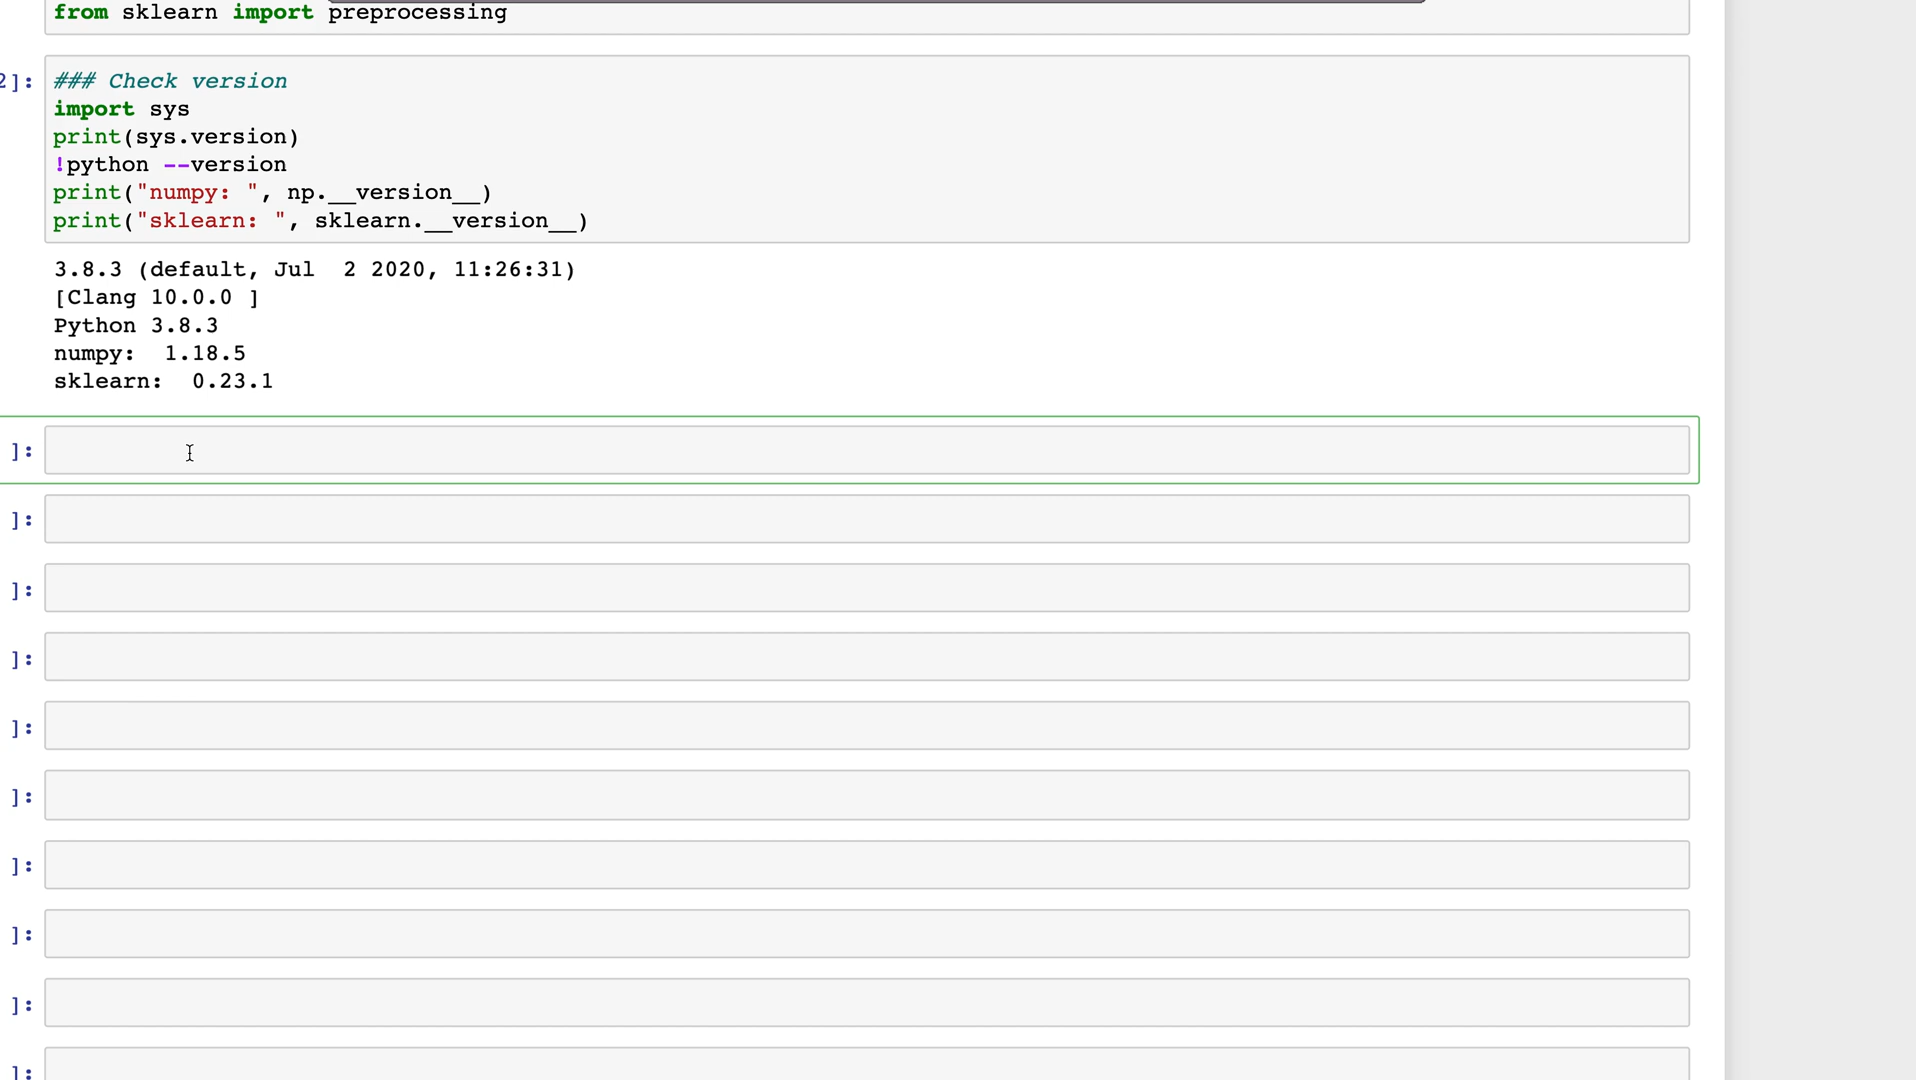 from sklearn import preprocessing
2]:
### Check version
import sys
print(sys.version)
!python --version
print("numpy: ", np.__version__)
print("sklearn: ", sklearn.__version__)
3.8.3 (default, Jul  2 2020, 11:26:31)
[Clang 10.0.0 ]
Python 3.8.3
numpy:  1.18.5
sklearn:  0.23.1
]:
]:
]:
]:
]:
]:
]:
]:
]:
]: